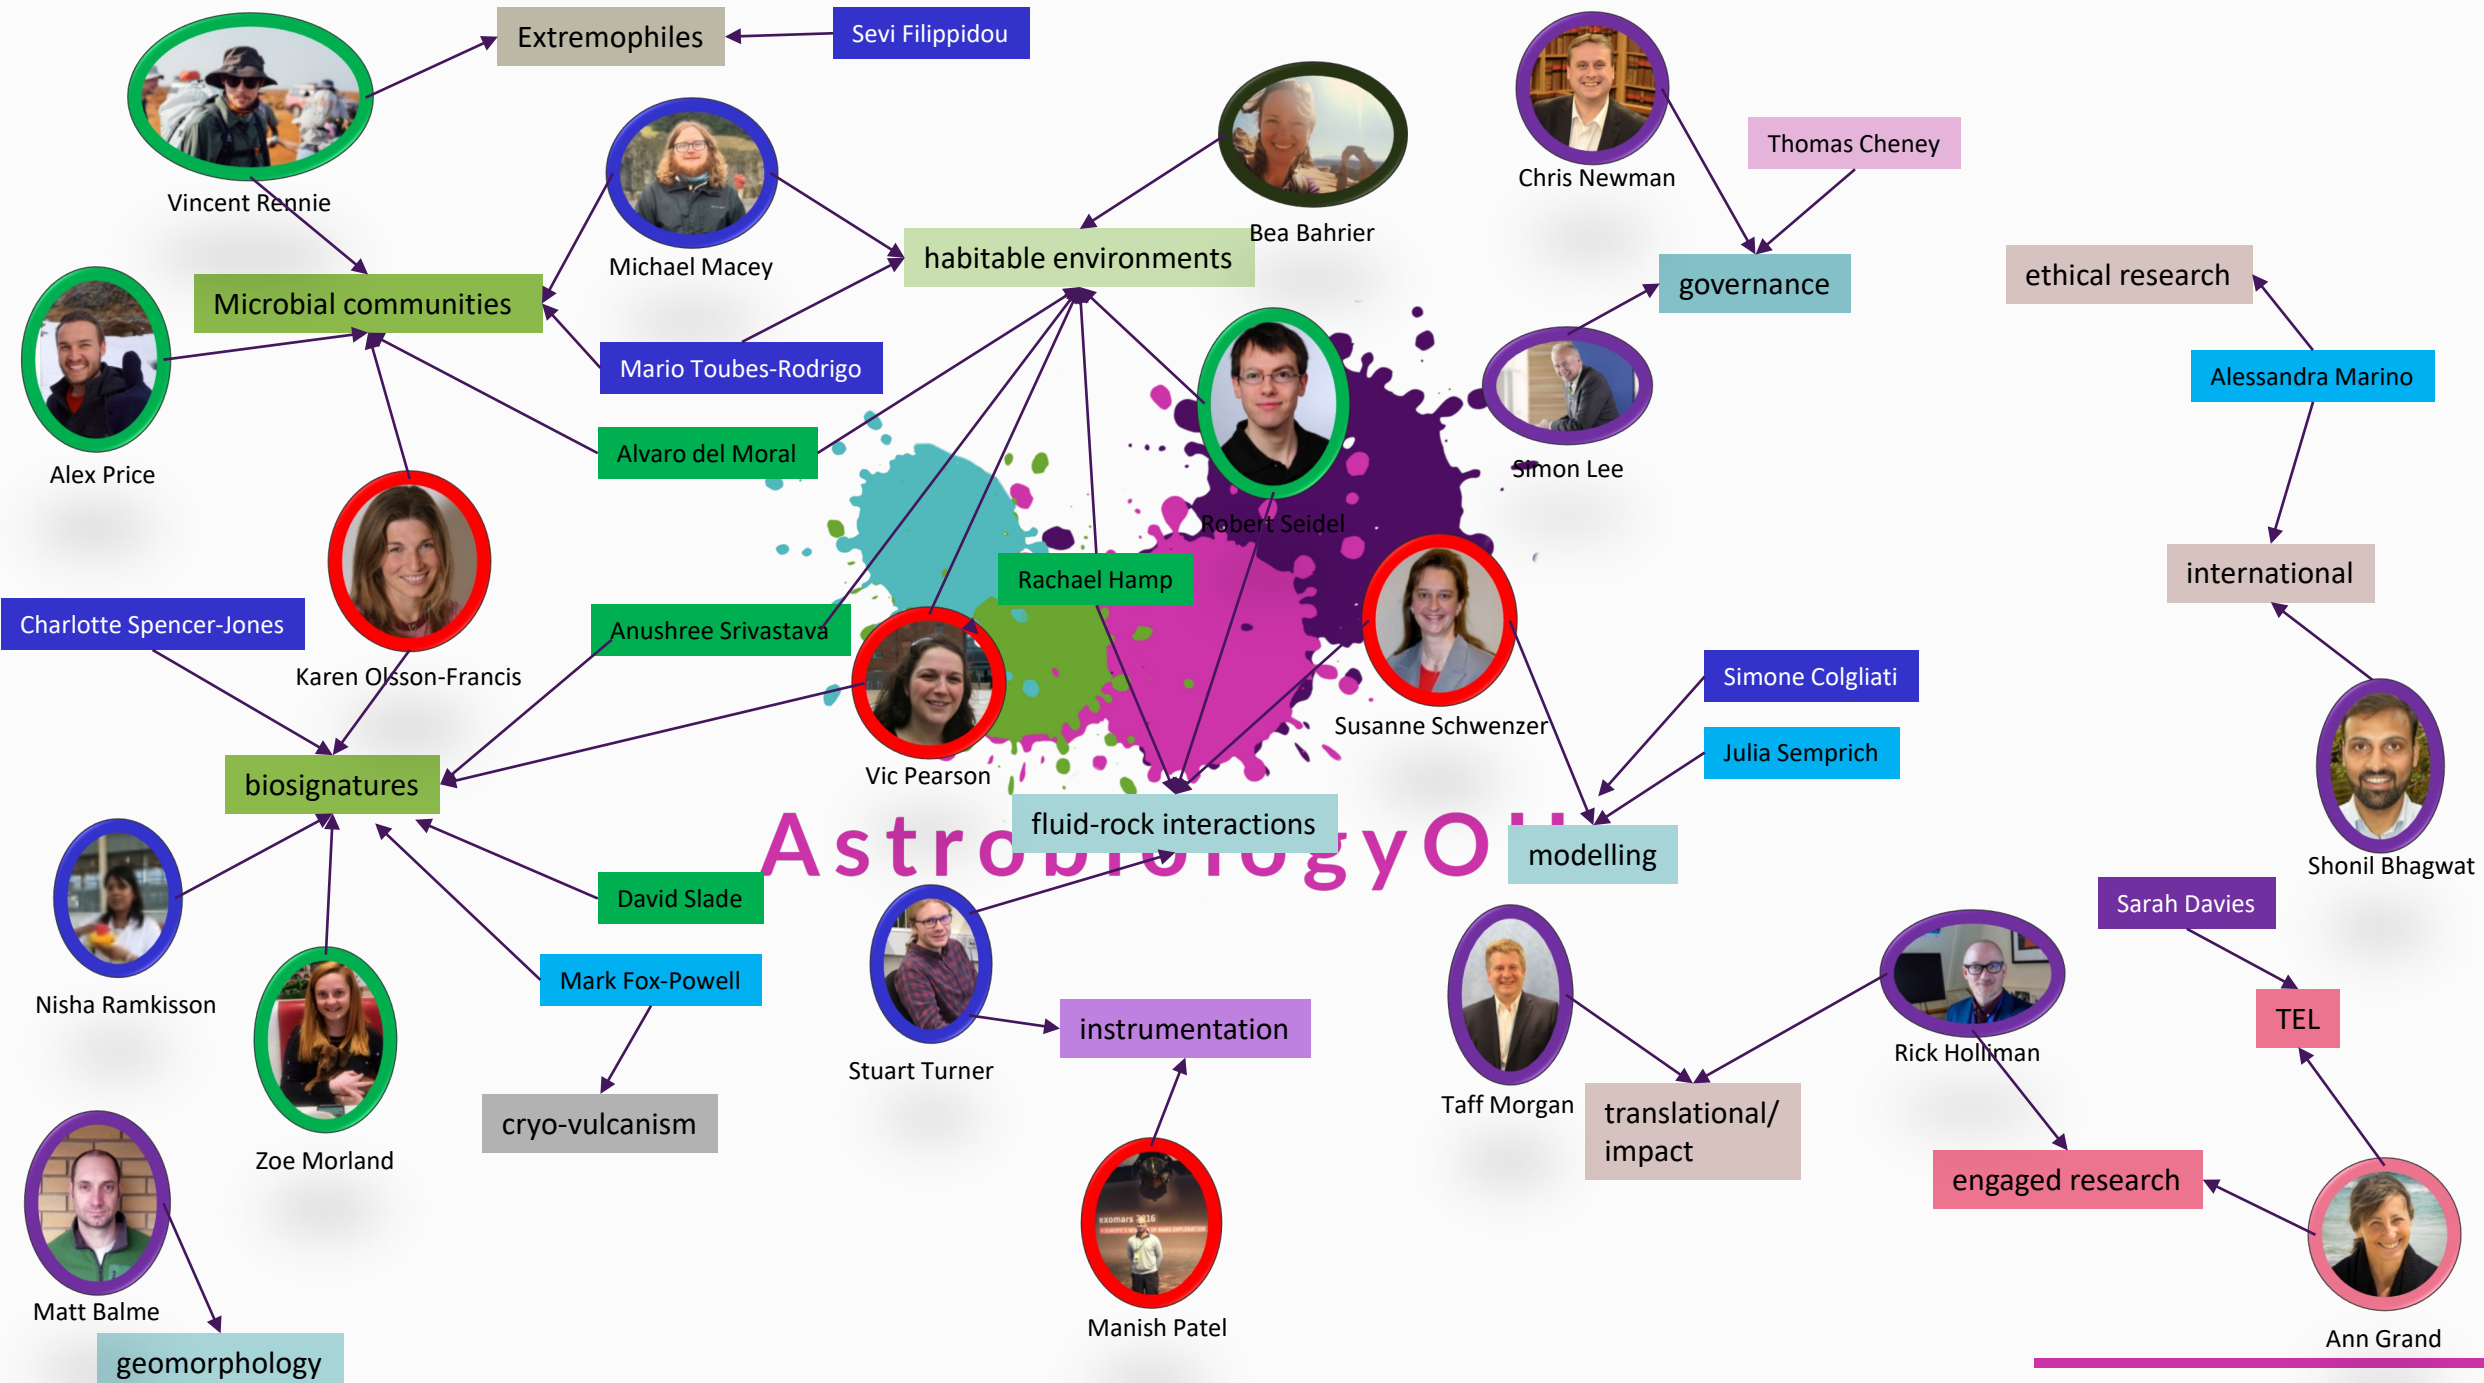 Extremophiles
Sevi Filippidou
Vincent Rennie
Michael Macey
Bea Bahrier
Chris Newman
Thomas Cheney
habitable environments
governance
ethical research
Microbial communities
Mario Toubes-Rodrigo
Alessandra Marino
Alex Price
Alvaro del Moral
Simon Lee
Robert Seidel
Rachael Hamp
international
Charlotte Spencer-Jones
Anushree Srivastava
Karen Olsson-Francis
Simone Colgliati
Susanne Schwenzer
Julia Semprich
Vic Pearson
biosignatures
fluid-rock interactions
AstrobiologyOU
modelling
Shonil Bhagwat
David Slade
Sarah Davies
Mark Fox-Powell
Nisha Ramkisson
instrumentation
TEL
Rick Holliman
Stuart Turner
Taff Morgan
translational/
impact
cryo-vulcanism
Zoe Morland
engaged research
exomars 2016
Matt Balme
Manish Patel
Ann Grand
geomorphology